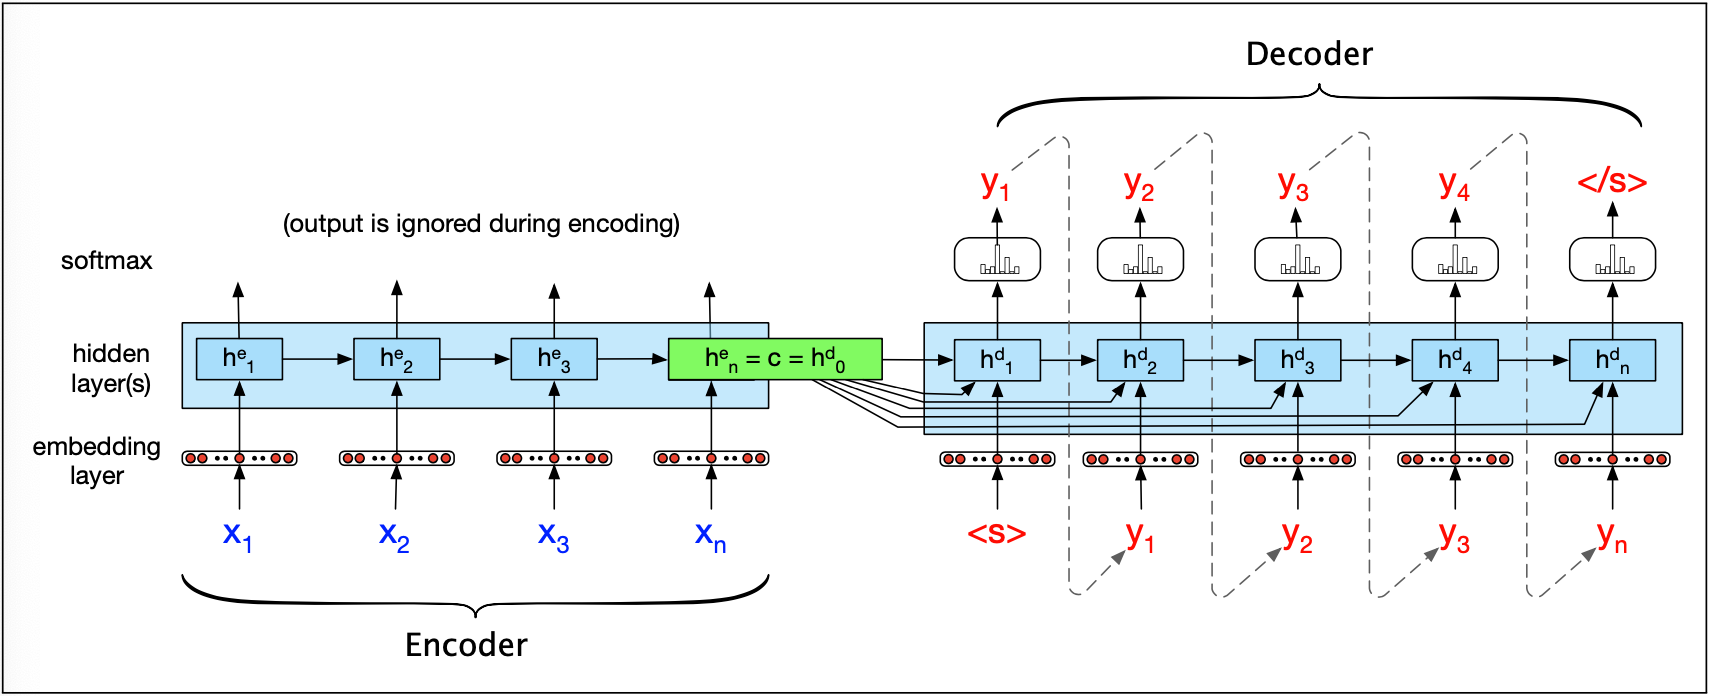 Decoder
y1 y2 y3 y4 </s>
(output is ignored during encoding)
softmax
hidden
layer(s)
he1 he2 he3 hen = c = hd0 hd1 hd2 hd3 hd4 hdn
embedding
layer
x1 x2 x3 xn <s> y1 y2 y3 yn
Encoder